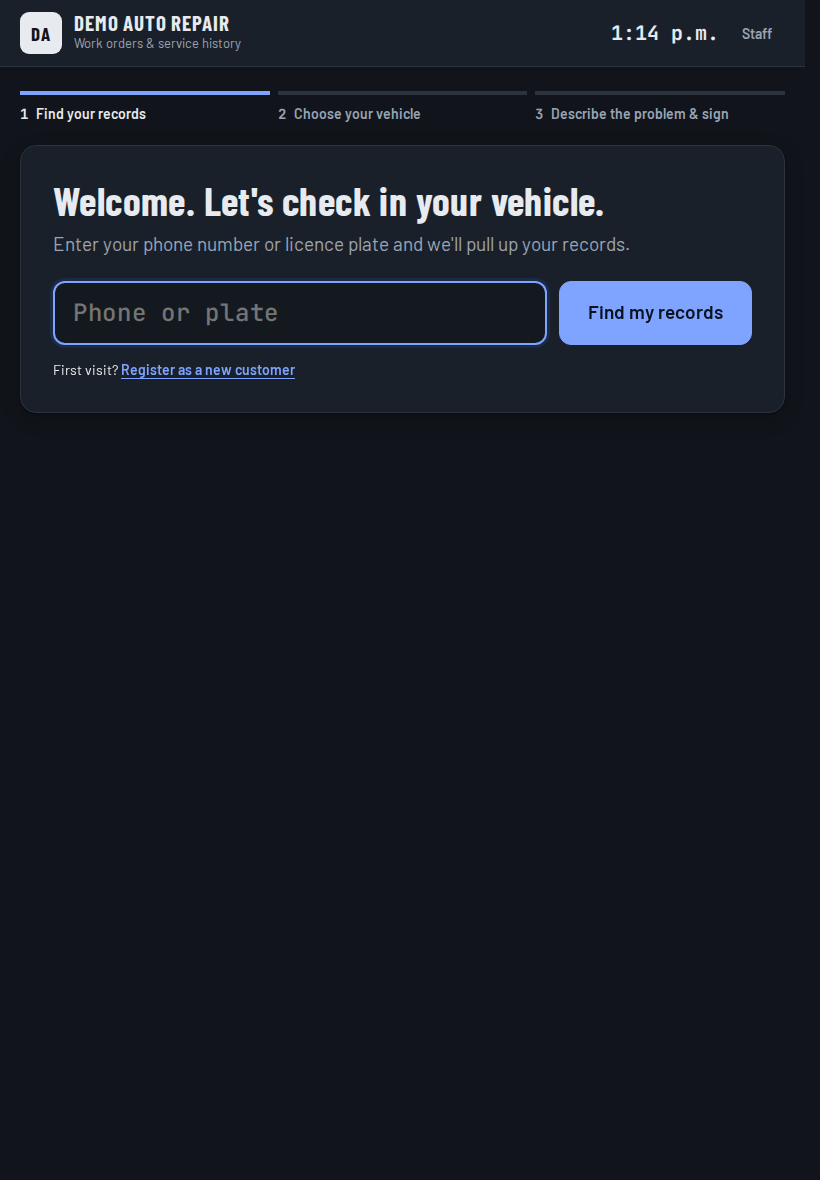 DA
DEMO AUTO REPAIR
Work orders & service history
1:14 p.m.
Staff
1 Find your records
2 Choose your vehicle
3 Describe the problem & sign
Welcome. Let's check in your vehicle.
Enter your phone number or licence plate and we'll pull up your records.
Phone or plate
Find my records
First visit? Register as a new customer